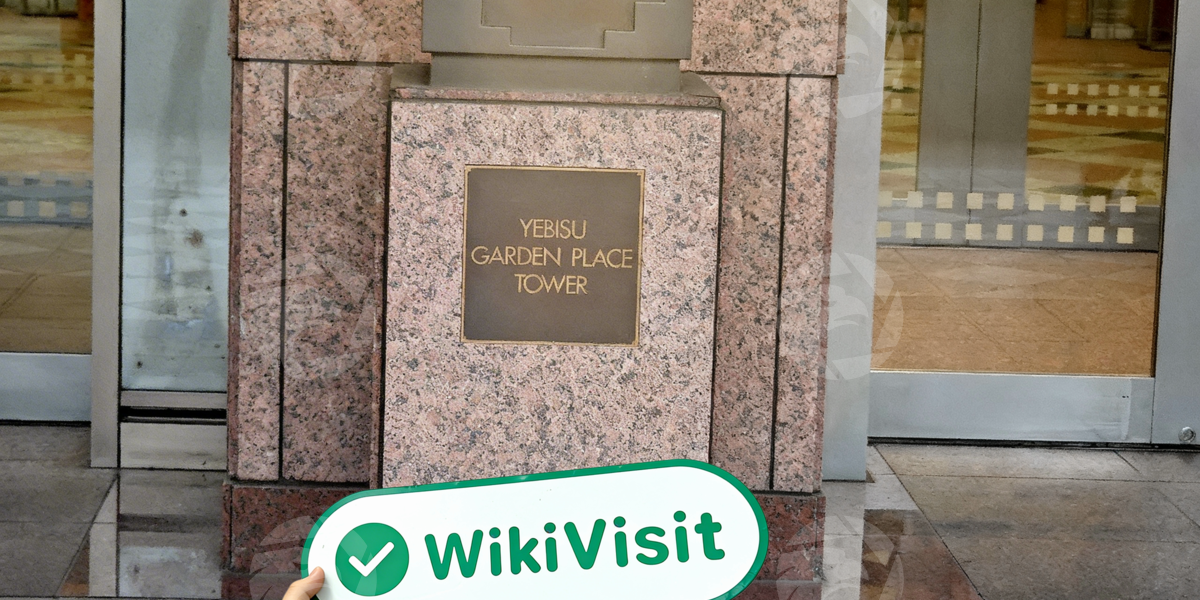 YEBISU
GARDEN PLACE
TOWER
WikiVisit